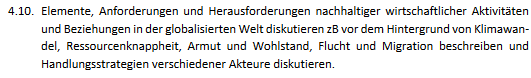 4.10. Elemente, Anforderungen und Herausforderungen nachhaltiger wirtschaftlicher Aktivitäten
und Beziehungen in der globalisierten Welt diskutieren zB vor dem Hintergrund von Klimawan-
del, Ressourcenknappheit, Armut und Wohlstand, Flucht und Migration beschreiben und
Handlungsstrategien verschiedener Akteure diskutieren.